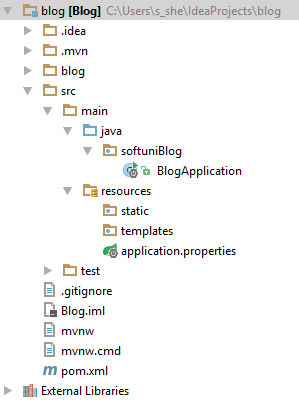 blog [Blog] C:\Users\s_she\IdeaProjects\blog
.idea
.mvn
blog
src
main
java
softuniBlog
BlogApplication
resources
static
templates
application.properties
test
.gitignore
Blog.iml
mvnw
mvnw.cmd
pom.xml
External Libraries